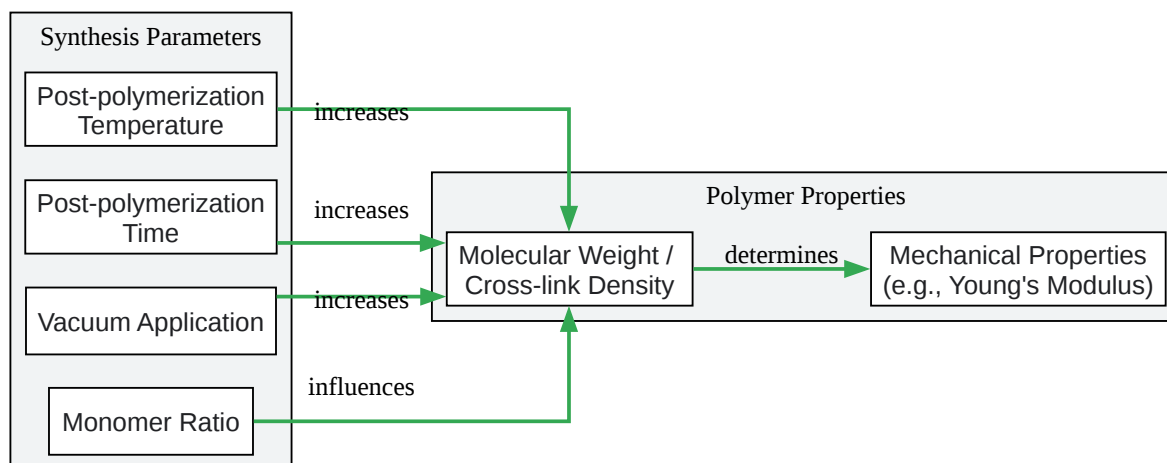 Synthesis Parameters
Post-polymerization
Temperature
increases
Post-polymerization
Time
increases
Vacuum Application
increases
Monomer Ratio
influences
Polymer Properties
Molecular Weight /
Cross-link Density
determines
Mechanical Properties
(e.g., Young's Modulus)